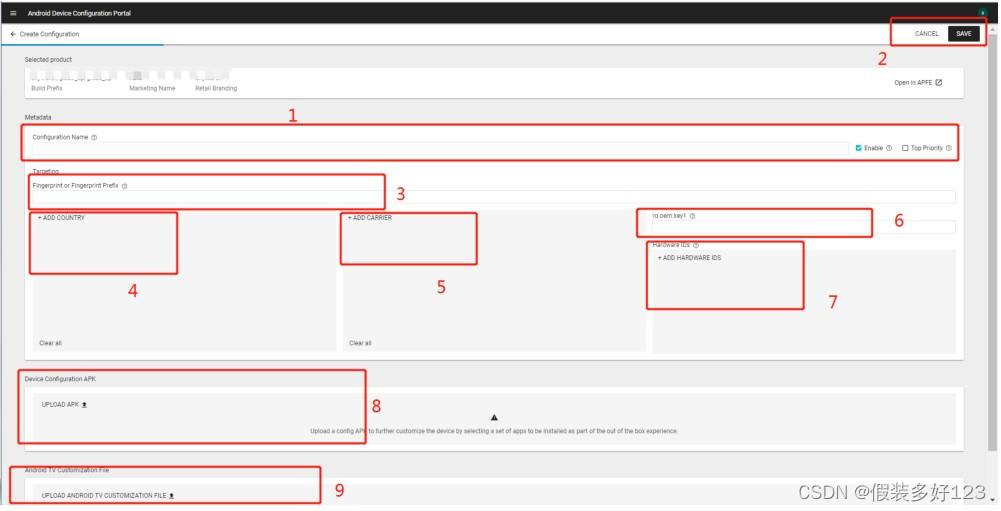 Android Device Configuration Portal
Create Configuration
CANCEL SAVE
2
Selected product
Build Prefix Marketing Name Retail Branding
Open in APFE
Metadata
1
Configuration Name
Enable Top Priority
Targeting
Fingerprint or Fingerprint Prefix
3
+ ADD COUNTRY
+ ADD CARRIER
ro.oem.key1
6
Hardware IDs
+ ADD HARDWARE IDS
4
5
7
Clear all
Clear all
Device Configuration APK
UPLOAD APK
8
Upload a config APK to further customize the device by selecting a set of apps to be installed as part of the out of the box experience.
Android TV Customization File
UPLOAD ANDROID TV CUSTOMIZATION FILE
9
CSDN @假装多好123